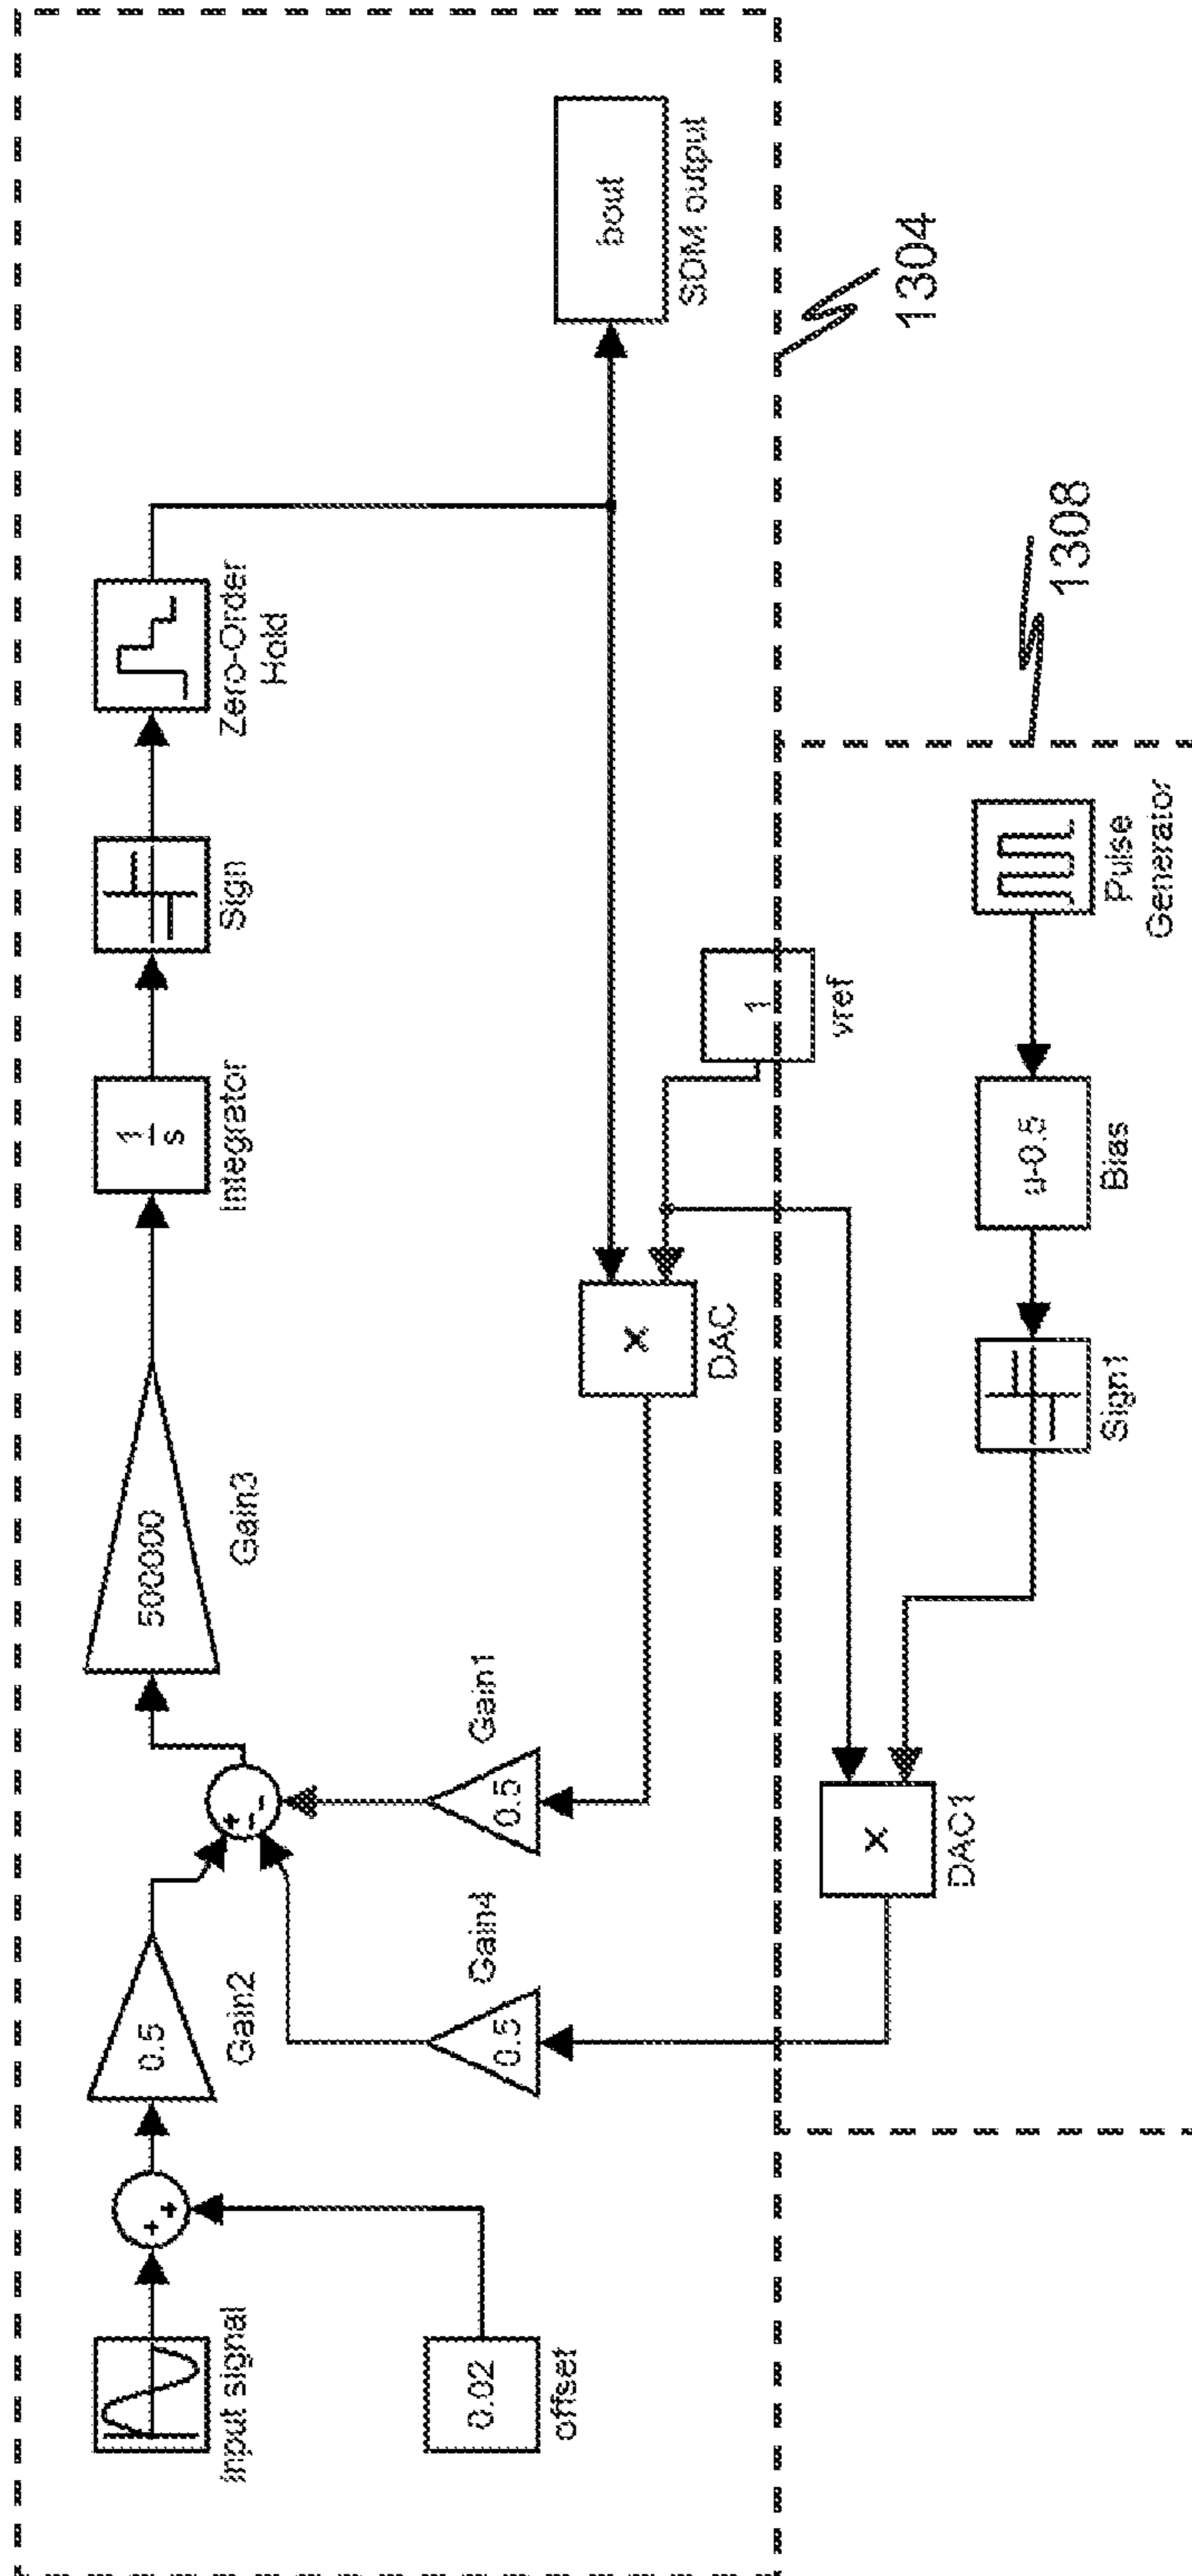 input signal
+
+
0.02
offset
0.5
Gain2
+
-
-
0.5
Gain4
0.5
Gain1
500000
Gain3
1
s
Integrator
Sign
Zero-Order
Hold
bout
SDM output
x
DAC
1
vref
1304
x
DAC1
Sign1
u-0.5
Bias
Pulse
Generator
1308